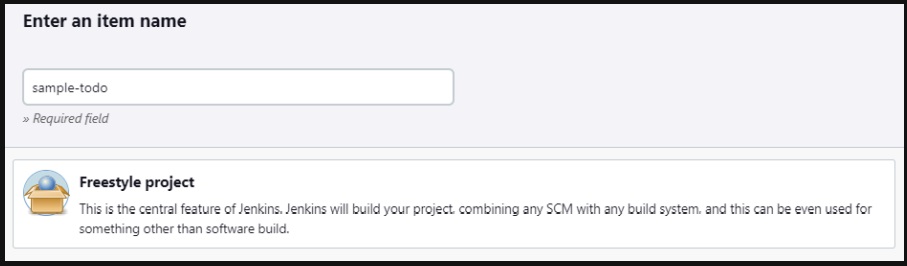 Enter an item name
sample-todo
» Required field
Freestyle project
This is the central feature of Jenkins. Jenkins will build your project, combining any SCM with any build system, and this can be even used for
something other than software build.